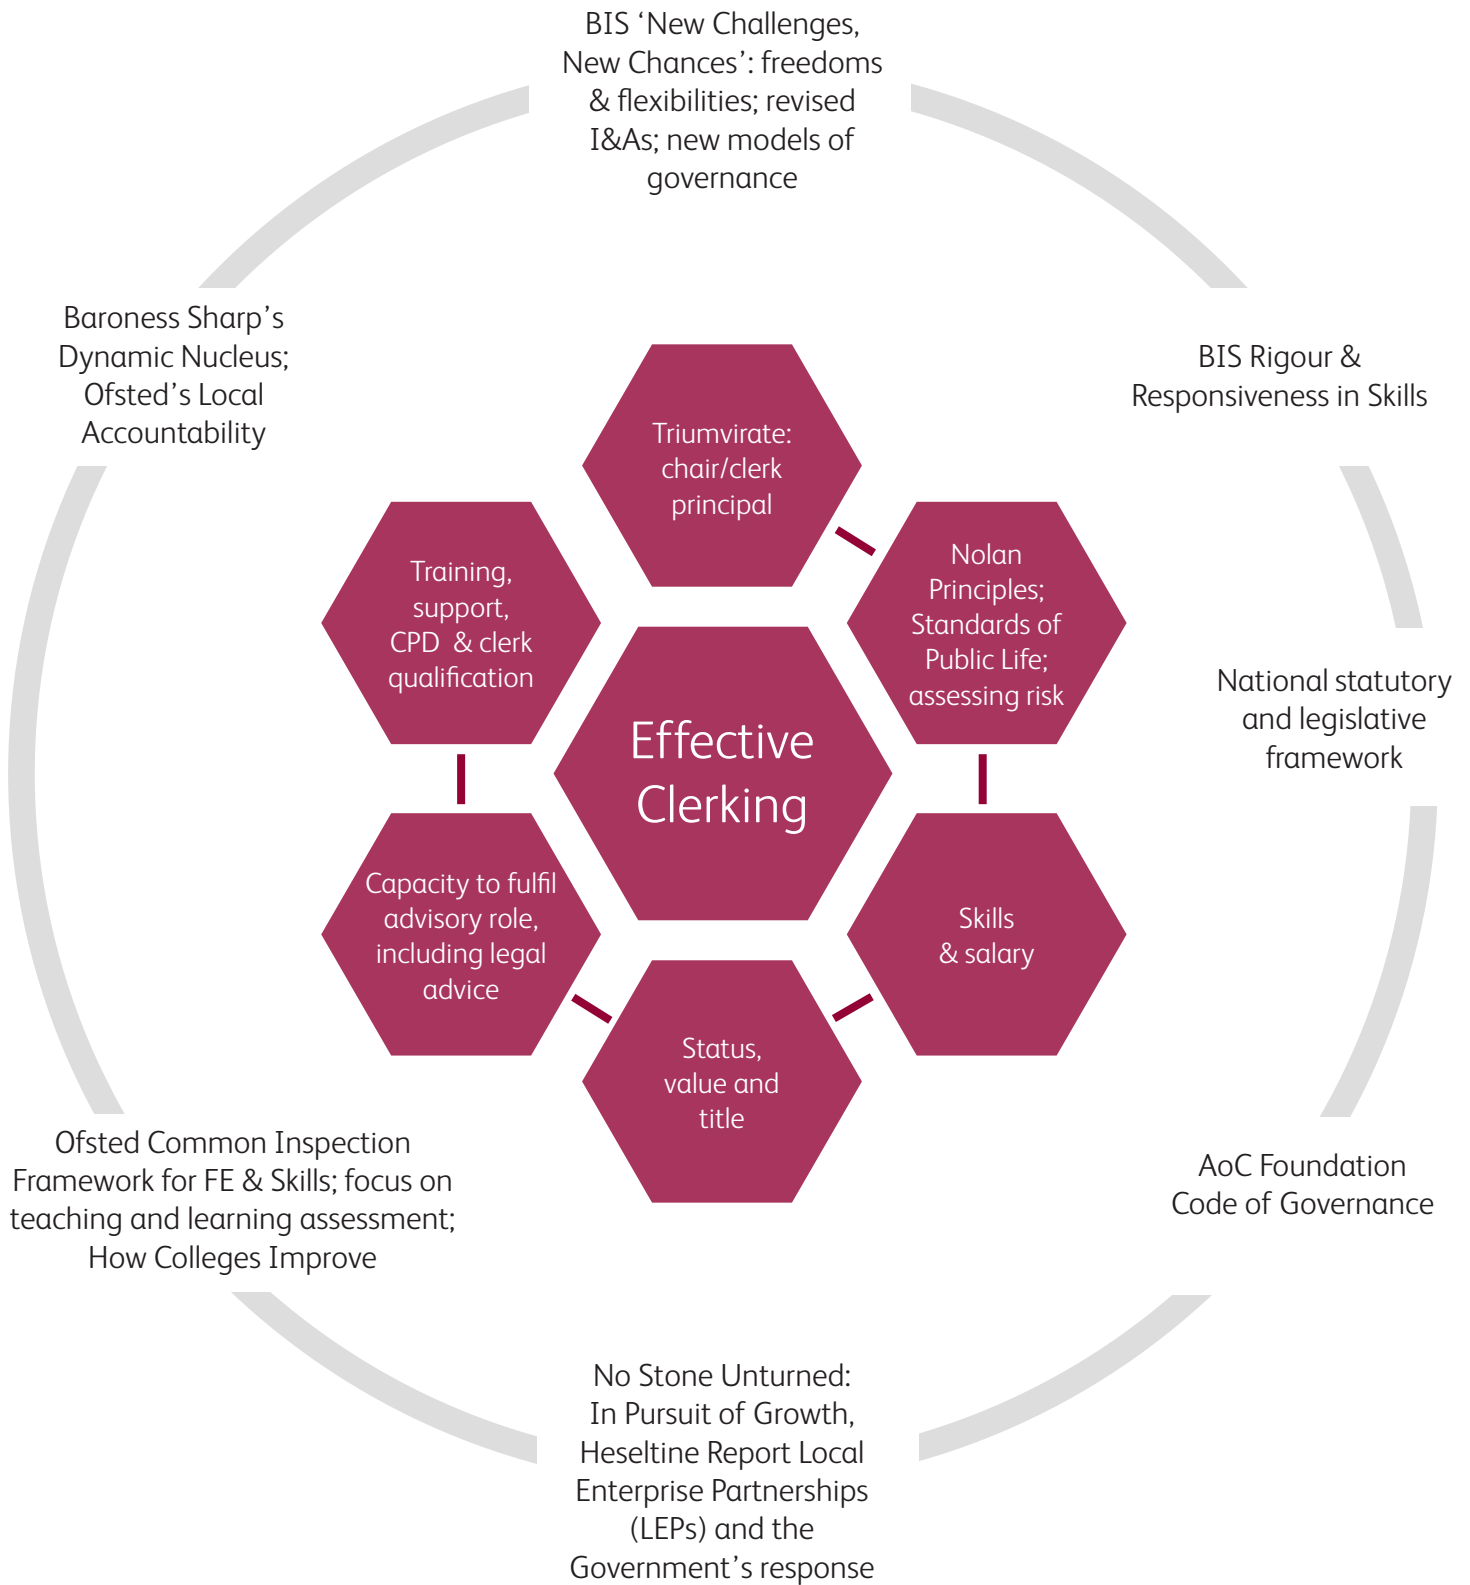 BIS ‘New Challenges,
New Chances’: freedoms
& flexibilities; revised
I&As; new models of
governance
Baroness Sharp’s
Dynamic Nucleus;
Ofsted’s Local
Accountability
BIS Rigour &
Responsiveness in Skills
Triumvirate:
chair/clerk
principal
Training,
support,
CPD & clerk
qualification
Nolan
Principles;
Standards of
Public Life;
assessing risk
National statutory
and legislative
framework
Effective
Clerking
Capacity to fulfil
advisory role,
including legal
advice
Skills
& salary
Status,
value and
title
Ofsted Common Inspection
Framework for FE & Skills; focus on
teaching and learning assessment;
How Colleges Improve
AoC Foundation
Code of Governance
No Stone Unturned:
In Pursuit of Growth,
Heseltine Report Local
Enterprise Partnerships
(LEPs) and the
Government’s response